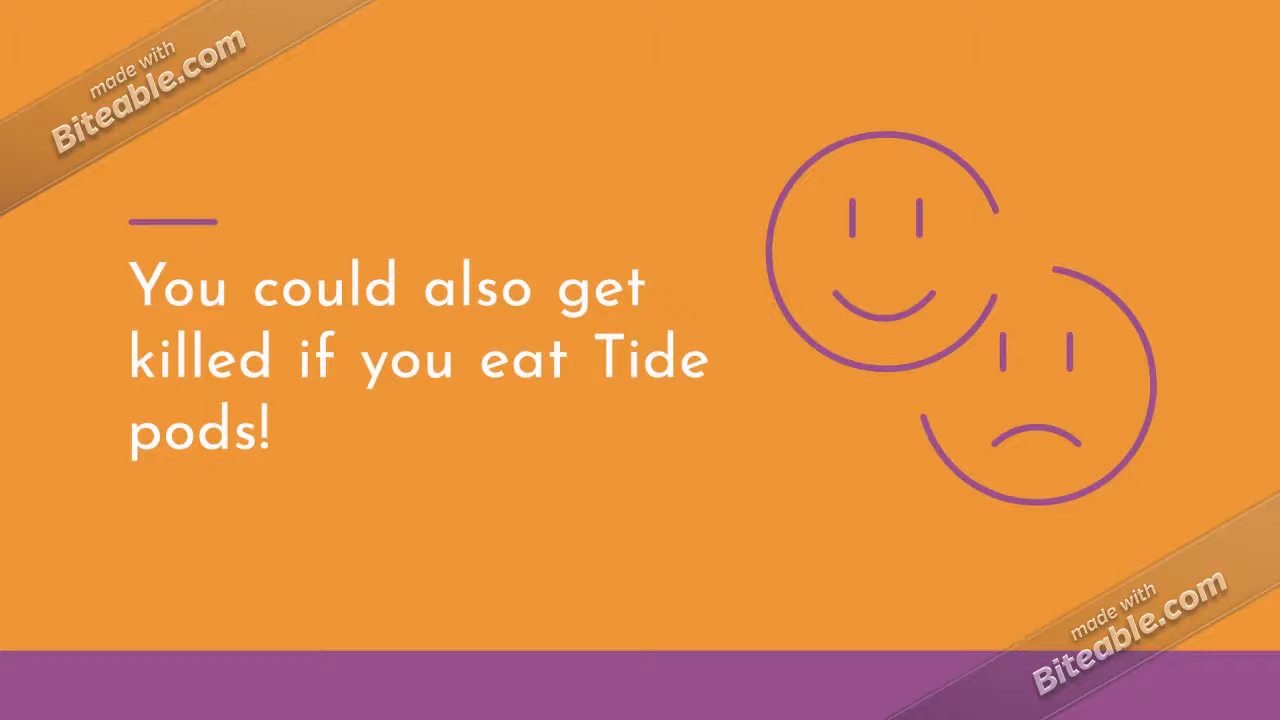 made with
Biteable.com
You could also get
killed if you eat Tide
pods!
made with
Biteable.com